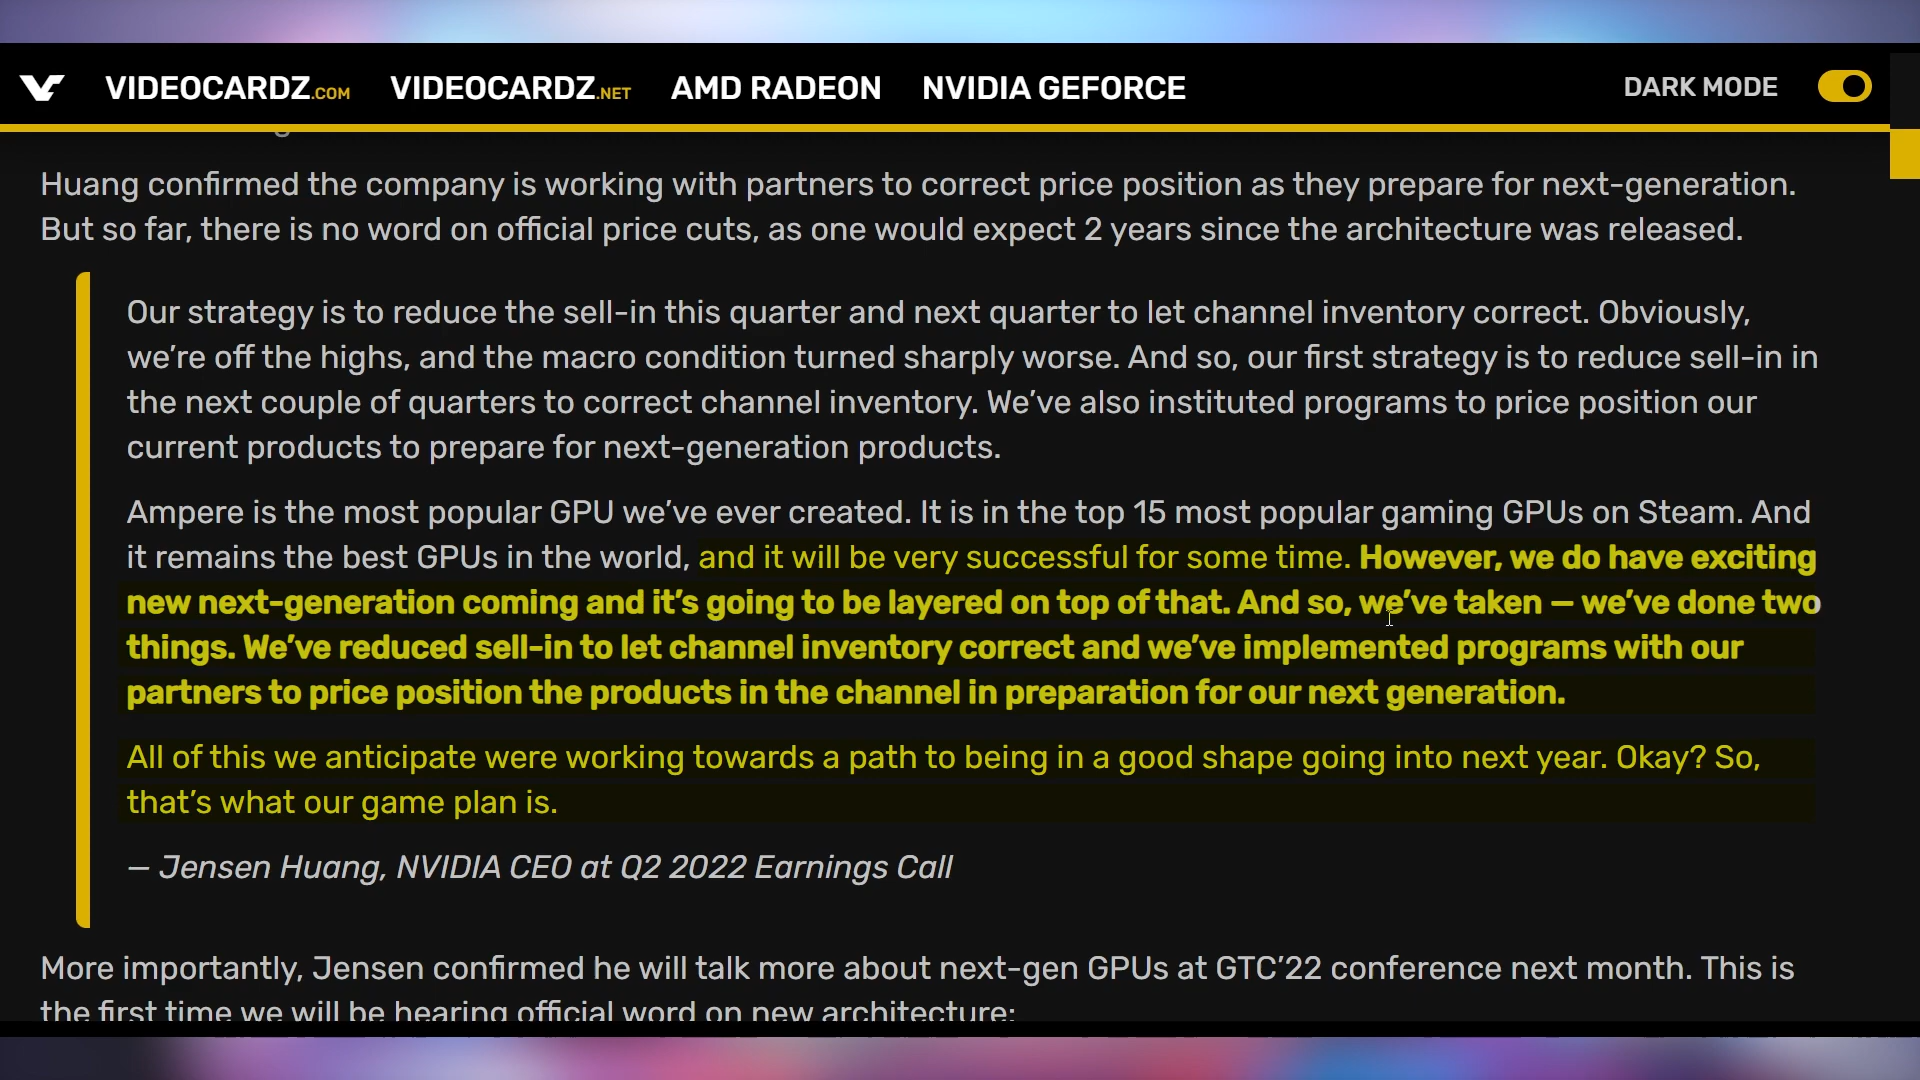 VIDEOCARDZ.COM VIDEOCARDZ.NET AMD RADEON NVIDIA GEFORCE DARK MODE
Huang confirmed the company is working with partners to correct price position as they prepare for next-generation.
But so far, there is no word on official price cuts, as one would expect 2 years since the architecture was released.
Our strategy is to reduce the sell-in this quarter and next quarter to let channel inventory correct. Obviously,
we’re off the highs, and the macro condition turned sharply worse. And so, our first strategy is to reduce sell-in in
the next couple of quarters to correct channel inventory. We’ve also instituted programs to price position our
current products to prepare for next-generation products.
Ampere is the most popular GPU we’ve ever created. It is in the top 15 most popular gaming GPUs on Steam. And
it remains the best GPUs in the world, and it will be very successful for some time. However, we do have exciting
new next-generation coming and it’s going to be layered on top of that. And so, we’ve taken — we’ve done two
things. We’ve reduced sell-in to let channel inventory correct and we’ve implemented programs with our
partners to price position the products in the channel in preparation for our next generation.
All of this we anticipate were working towards a path to being in a good shape going into next year. Okay? So,
that’s what our game plan is.
— Jensen Huang, NVIDIA CEO at Q2 2022 Earnings Call
More importantly, Jensen confirmed he will talk more about next-gen GPUs at GTC’22 conference next month. This is
the first time we will be hearing official word on new architecture: